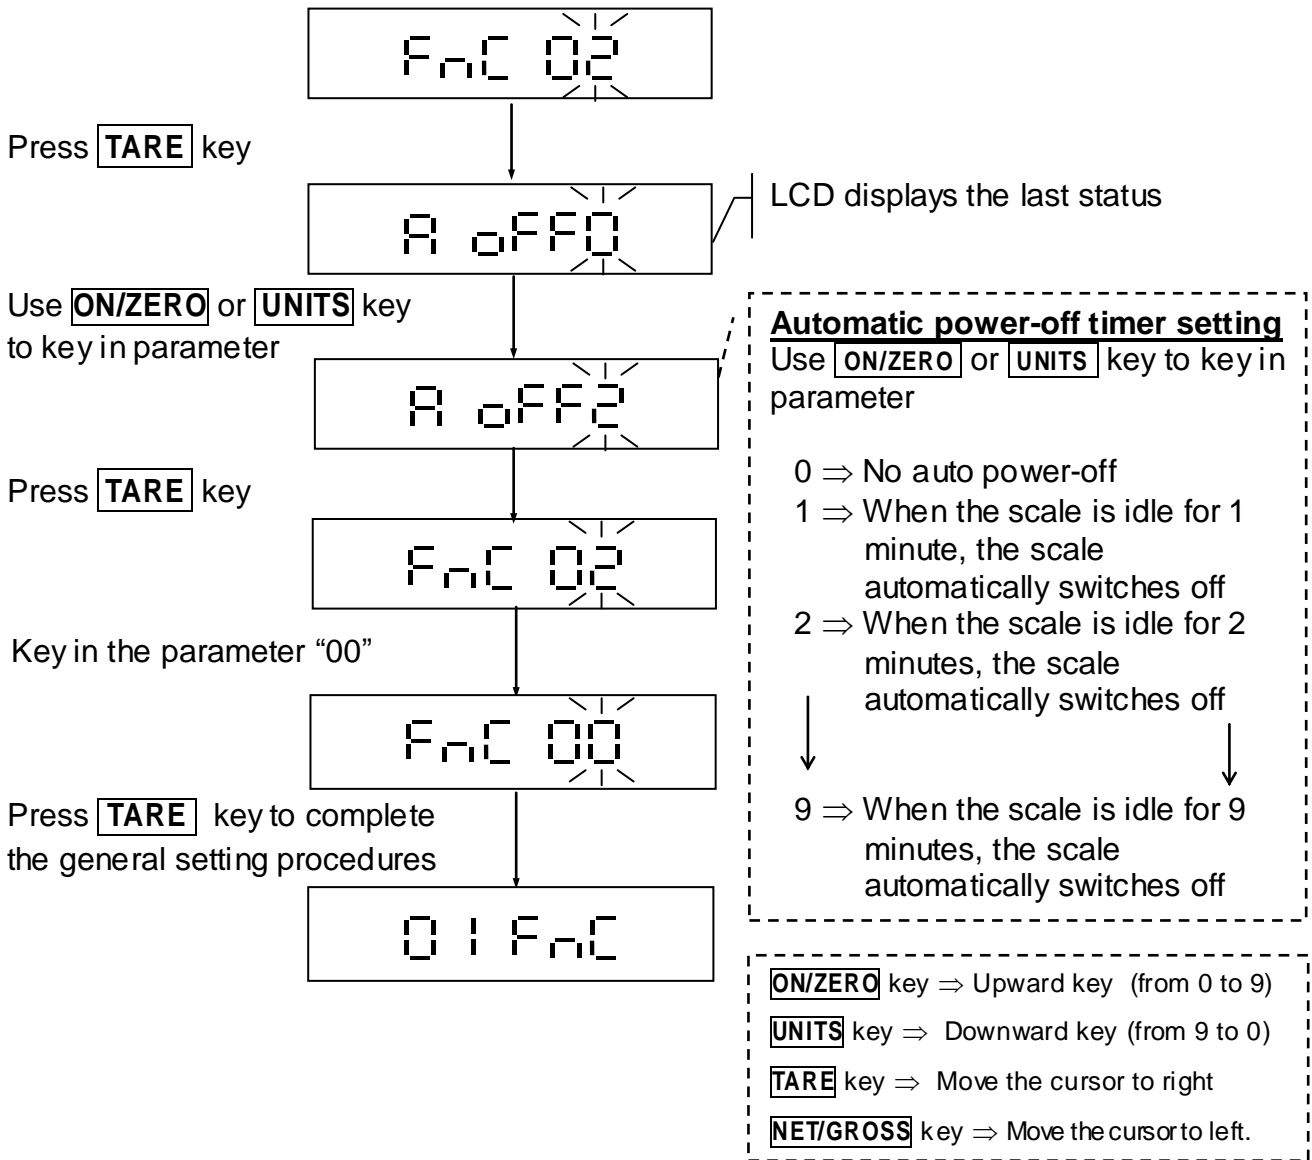 FnC 02
Press TARE key
LCD displays the last status
A oFF0
Use ON/ZERO or UNITS key
to key in parameter
A oFF2
Press TARE key
FnC 02
Key in the parameter “00”
FnC 00
Press TARE key to complete
the general setting procedures
01 FnC
Automatic power-off timer setting
Use ON/ZERO or UNITS key to key in
parameter
0 ⇒ No auto power-off
1 ⇒ When the scale is idle for 1
minute, the scale
automatically switches off
2 ⇒ When the scale is idle for 2
minutes, the scale
automatically switches off
9 ⇒ When the scale is idle for 9
minutes, the scale
automatically switches off
ON/ZERO key ⇒ Upward key (from 0 to 9)
UNITS key ⇒ Downward key (from 9 to 0)
TARE key ⇒ Move the cursor to right
NET/GROSS key ⇒ Move the cursor to left.